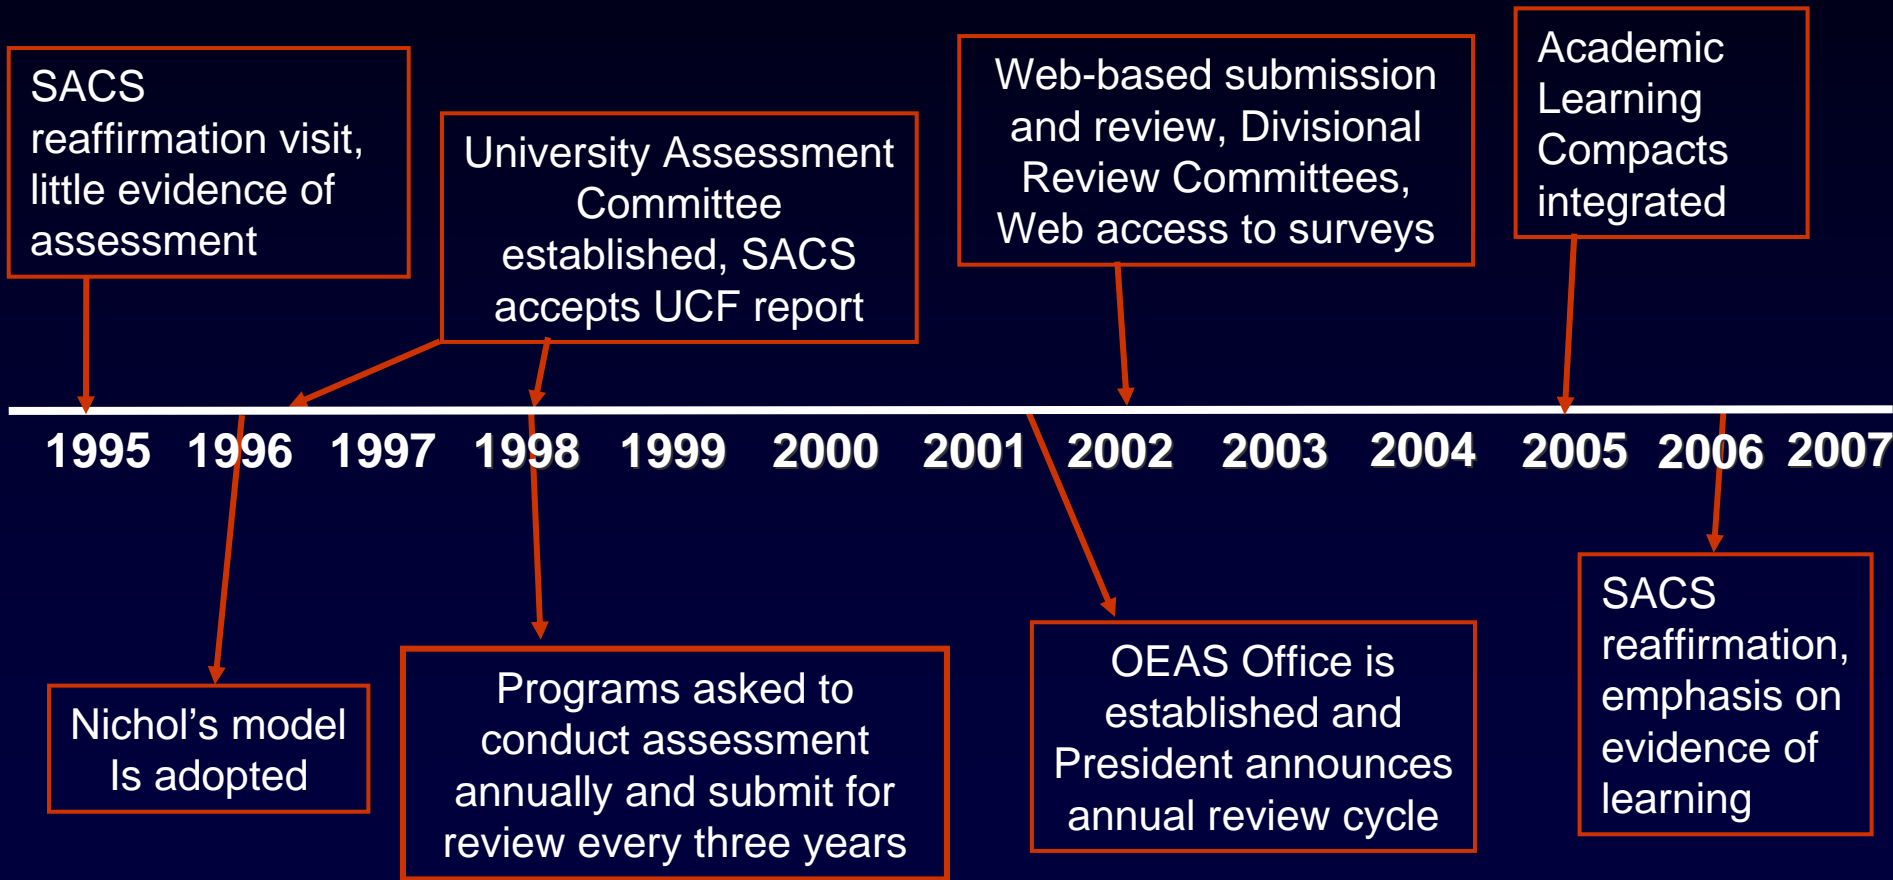 SACS
reaffirmation visit,
little evidence of
assessment
University Assessment
Committee
established, SACS
accepts UCF report
Web-based submission
and review, Divisional
Review Committees,
Web access to surveys
Academic
Learning
Compacts
integrated
1995 1996 1997 1998 1999 2000 2001 2002 2003 2004 2005 2006 2007
Nichol’s model
Is adopted
Programs asked to
conduct assessment
annually and submit for
review every three years
OEAS Office is
established and
President announces
annual review cycle
SACS
reaffirmation,
emphasis on
evidence of
learning